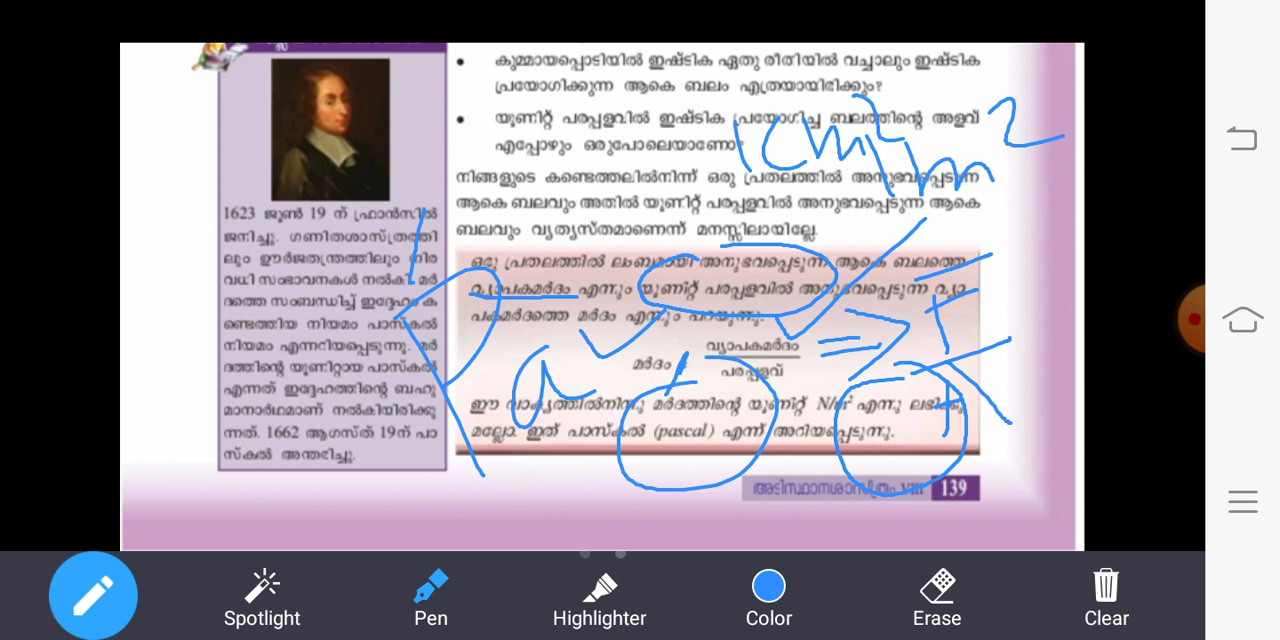 1623 ജൂൺ 19 ന് ഫ്രാൻസിൽ
ജനിച്ചു. ഗണിതശാസ്ത്രത്തി
ലും ഊർജതന്ത്രത്തിലും നിര
വധി സംഭാവനകൾ നൽകി. മർ
ദത്തെ സംബന്ധിച്ച് ഇദ്ദേഹം ക
ണ്ടെത്തിയ നിയമം പാസ്കൽ
നിയമം എന്നറിയപ്പെടുന്നു. മർ
ദത്തിന്റെ യൂണിറ്റായ പാസ്കൽ
എന്നത് ഇദ്ദേഹത്തിന്റെ ബഹു
മാനാർഥമാണ് നൽകിയിരിക്കു
ന്നത്. 1662 ആഗസ്ത് 19ന് പാ
സ്കൽ അന്തരിച്ചു.
• കുമ്മായപ്പൊടിയിൽ ഇഷ്ടിക ഏതു രീതിയിൽ വച്ചാലും ഇഷ്ടിക
പ്രയോഗിക്കുന്ന ആകെ ബലം എത്രയായിരിക്കും?
• യൂണിറ്റ് പരപ്പളവിൽ ഇഷ്ടിക പ്രയോഗിച്ച ബലത്തിന്റെ അളവ്
എപ്പോഴും ഒരുപോലെയാണോ?
നിങ്ങളുടെ കണ്ടെത്തലിൽനിന്ന് ഒരു പ്രതലത്തിൽ അനുഭവപ്പെടുന്ന
ആകെ ബലവും അതിൽ യൂണിറ്റ് പരപ്പളവിൽ അനുഭവപ്പെടുന്ന ആകെ
ബലവും വ്യത്യസ്തമാണെന്ന് മനസ്സിലായില്ലേ.
ഒരു പ്രതലത്തിൽ ലംബമായി അനുഭവപ്പെടുന്ന ആകെ ബലത്തെ
വ്യാപകമർദം എന്നും യൂണിറ്റ് പരപ്പളവിൽ അനുഭവപ്പെടുന്ന വ്യാ
പകമർദത്തെ മർദം എന്നും പറയുന്നു.
മർദം = വ്യാപകമർദം
പരപ്പളവ്
ഈ വാക്യത്തിൽനിന്നു മർദത്തിന്റെ യൂണിറ്റ് N/m² എന്നു ലഭിക്കു
മല്ലോ. ഇത് പാസ്കൽ (pascal) എന്ന് അറിയപ്പെടുന്നു.
അടിസ്ഥാനശാസ്ത്രം VIII 139
m²
Pa
F
A
Spotlight Pen Highlighter Color Erase Clear